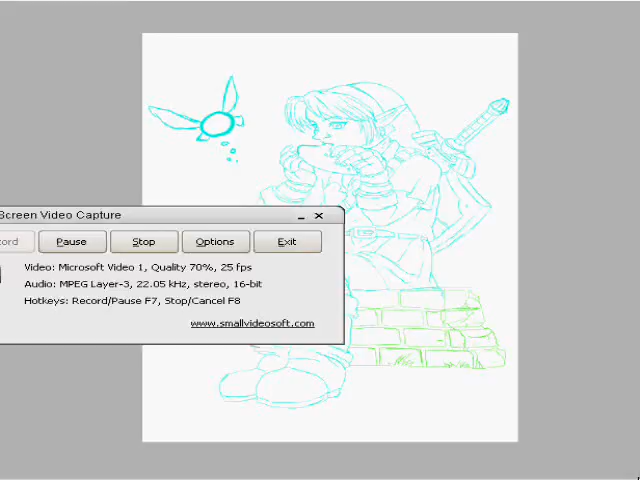 Screen Video Capture
ord Pause Stop Options Exit
Video: Microsoft Video 1, Quality 70%, 25 fps
Audio: MPEG Layer-3, 22.05 kHz, stereo, 16-bit
Hotkeys: Record/Pause F7, Stop/Cancel F8
www.smallvideosoft.com